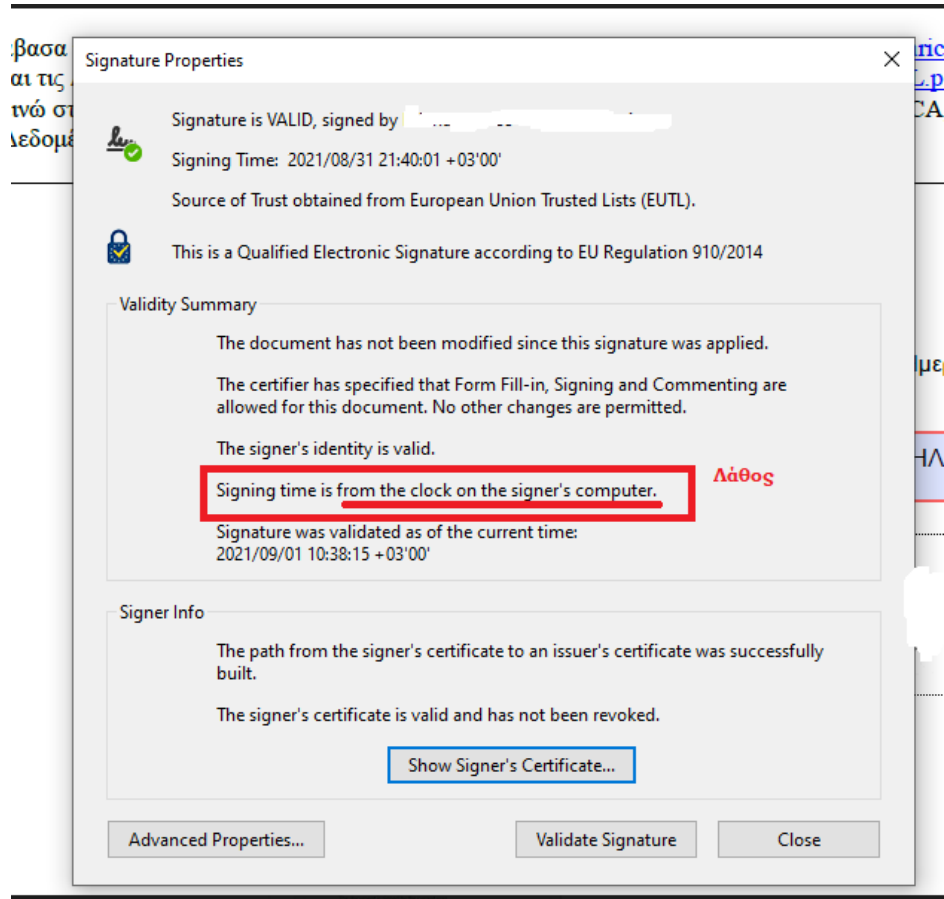 Signature Properties
βασα
αι τις
ινώ στ
Signature is VALID, signed by
Signing Time: 2021/08/31 21:40:01 +03'00'
Source of Trust obtained from European Union Trusted Lists (EUTL).
This is a Qualified Electronic Signature according to EU Regulation 910/2014
Validity Summary
The document has not been modified since this signature was applied.
The certifier has specified that Form Fill-in, Signing and Commenting are
allowed for this document. No other changes are permitted.
The signer's identity is valid.
Signing time is from the clock on the signer's computer.
Λάθος
Signature was validated as of the current time:
2021/09/01 10:38:15 +03'00'
Signer Info
The path from the signer's certificate to an issuer's certificate was successfully
built.
The signer's certificate is valid and has not been revoked.
Show Signer's Certificate...
Advanced Properties...
Validate Signature
Close